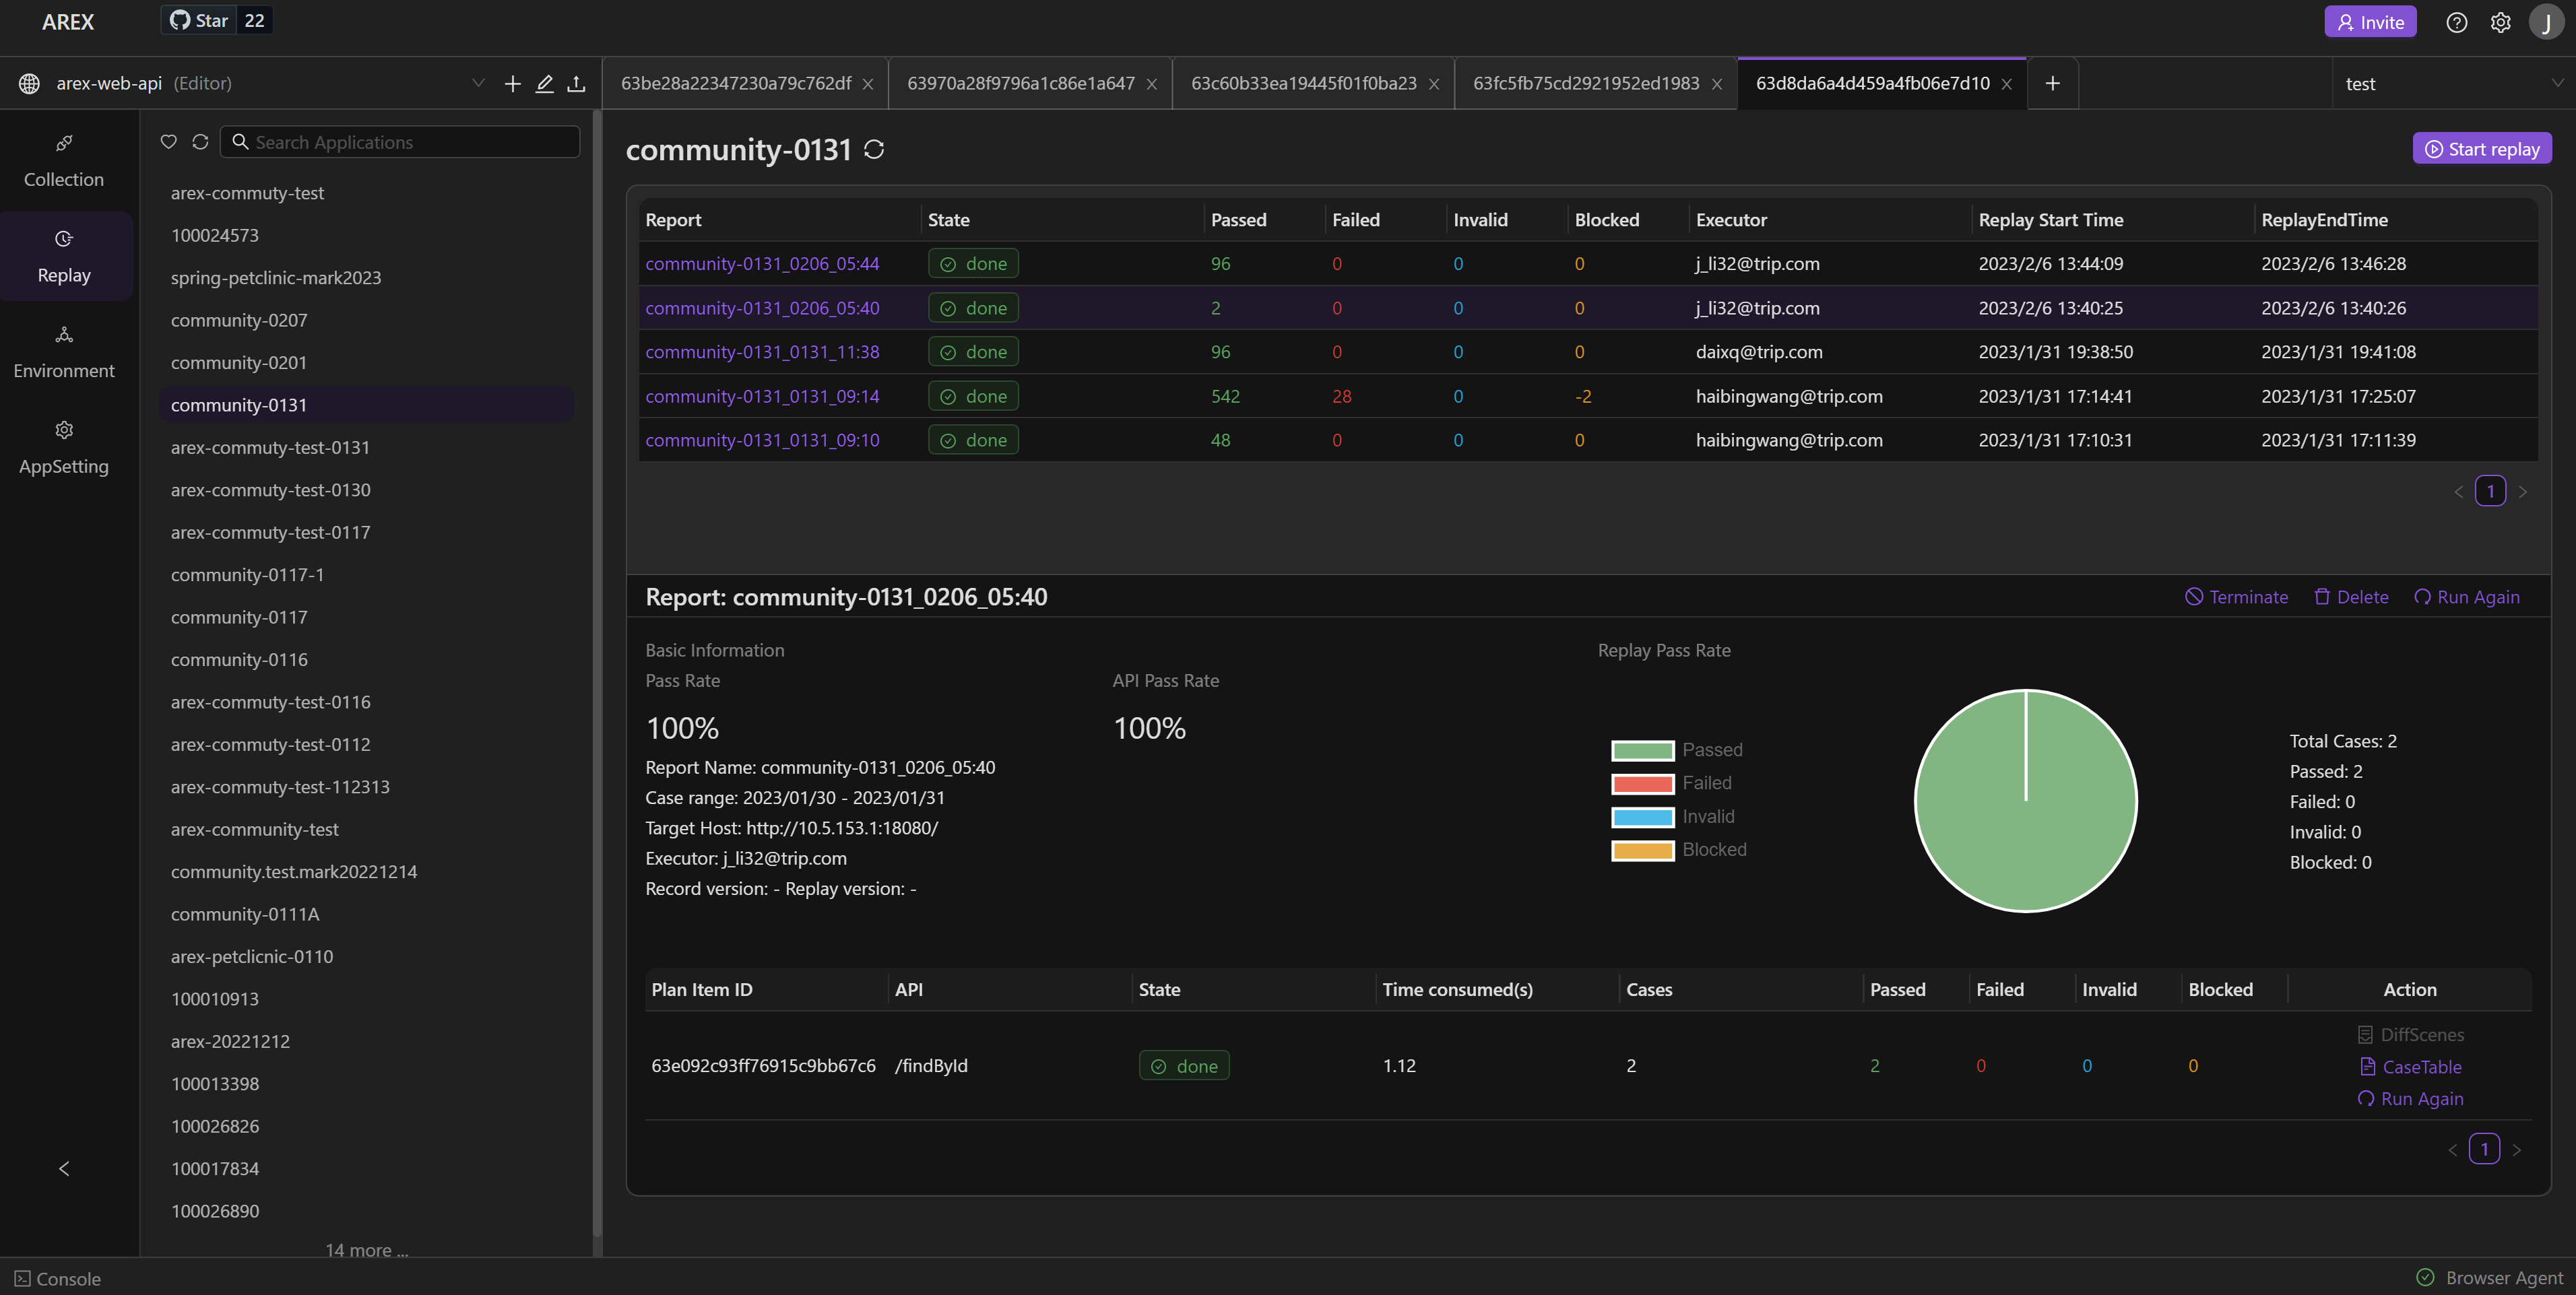 AREX Star 22 Invite J
arex-web-api (Editor) 63be28a22347230a79c762df 63970a28f9796a1c86e1a647 63c60b33ea19445f01f0ba23 63fc5fb75cd2921952ed1983 63d8da6a4d459a4fb06e7d10 test
Collection
Replay
Environment
AppSetting
Search Applications
arex-commuty-test
100024573
spring-petclinic-mark2023
community-0207
community-0201
community-0131
arex-commuty-test-0131
arex-commuty-test-0130
arex-commuty-test-0117
community-0117-1
community-0117
community-0116
arex-commuty-test-0116
arex-commuty-test-0112
arex-commuty-test-112313
arex-community-test
community.test.mark20221214
community-0111A
arex-petclicnic-0110
100010913
arex-20221212
100013398
100026826
100017834
100026890
14 more ...
community-0131 Start replay
Report State Passed Failed Invalid Blocked Executor Replay Start Time ReplayEndTime
community-0131_0206_05:44 done 96 0 0 0 j_li32@trip.com 2023/2/6 13:44:09 2023/2/6 13:46:28
community-0131_0206_05:40 done 2 0 0 0 j_li32@trip.com 2023/2/6 13:40:25 2023/2/6 13:40:26
community-0131_0131_11:38 done 96 0 0 0 daixq@trip.com 2023/1/31 19:38:50 2023/1/31 19:41:08
community-0131_0131_09:14 done 542 28 0 -2 haibingwang@trip.com 2023/1/31 17:14:41 2023/1/31 17:25:07
community-0131_0131_09:10 done 48 0 0 0 haibingwang@trip.com 2023/1/31 17:10:31 2023/1/31 17:11:39
1
Report: community-0131_0206_05:40 Terminate Delete Run Again
Basic Information
Pass Rate API Pass Rate
100% 100%
Report Name: community-0131_0206_05:40
Case range: 2023/01/30 - 2023/01/31
Target Host: http://10.5.153.1:18080/
Executor: j_li32@trip.com
Record version: - Replay version: -
Replay Pass Rate
Passed
Failed
Invalid
Blocked
Total Cases: 2
Passed: 2
Failed: 0
Invalid: 0
Blocked: 0
Plan Item ID API State Time consumed(s) Cases Passed Failed Invalid Blocked Action
63e092c93ff76915c9bb67c6 /findById done 1.12 2 2 0 0 0
DiffScenes
CaseTable
Run Again
1
Console Browser Agent